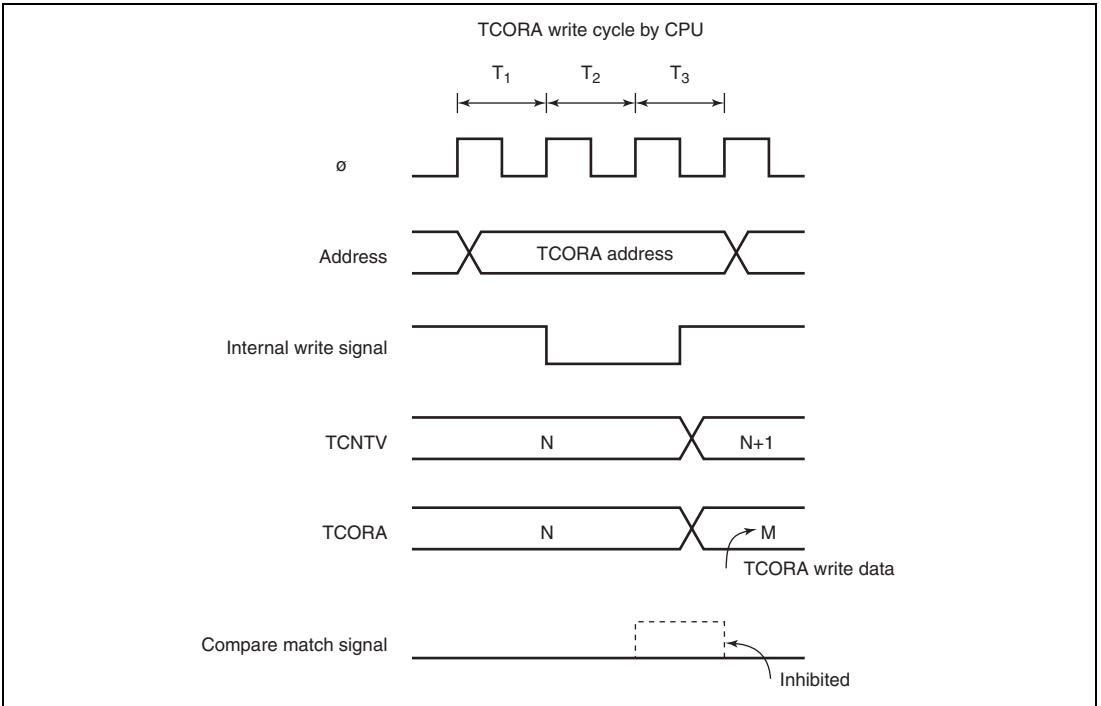 TCORA write cycle by CPU
T1 T2 T3
ø
Address TCORA address
Internal write signal
TCNTV N N+1
TCORA N M
TCORA write data
Compare match signal
Inhibited